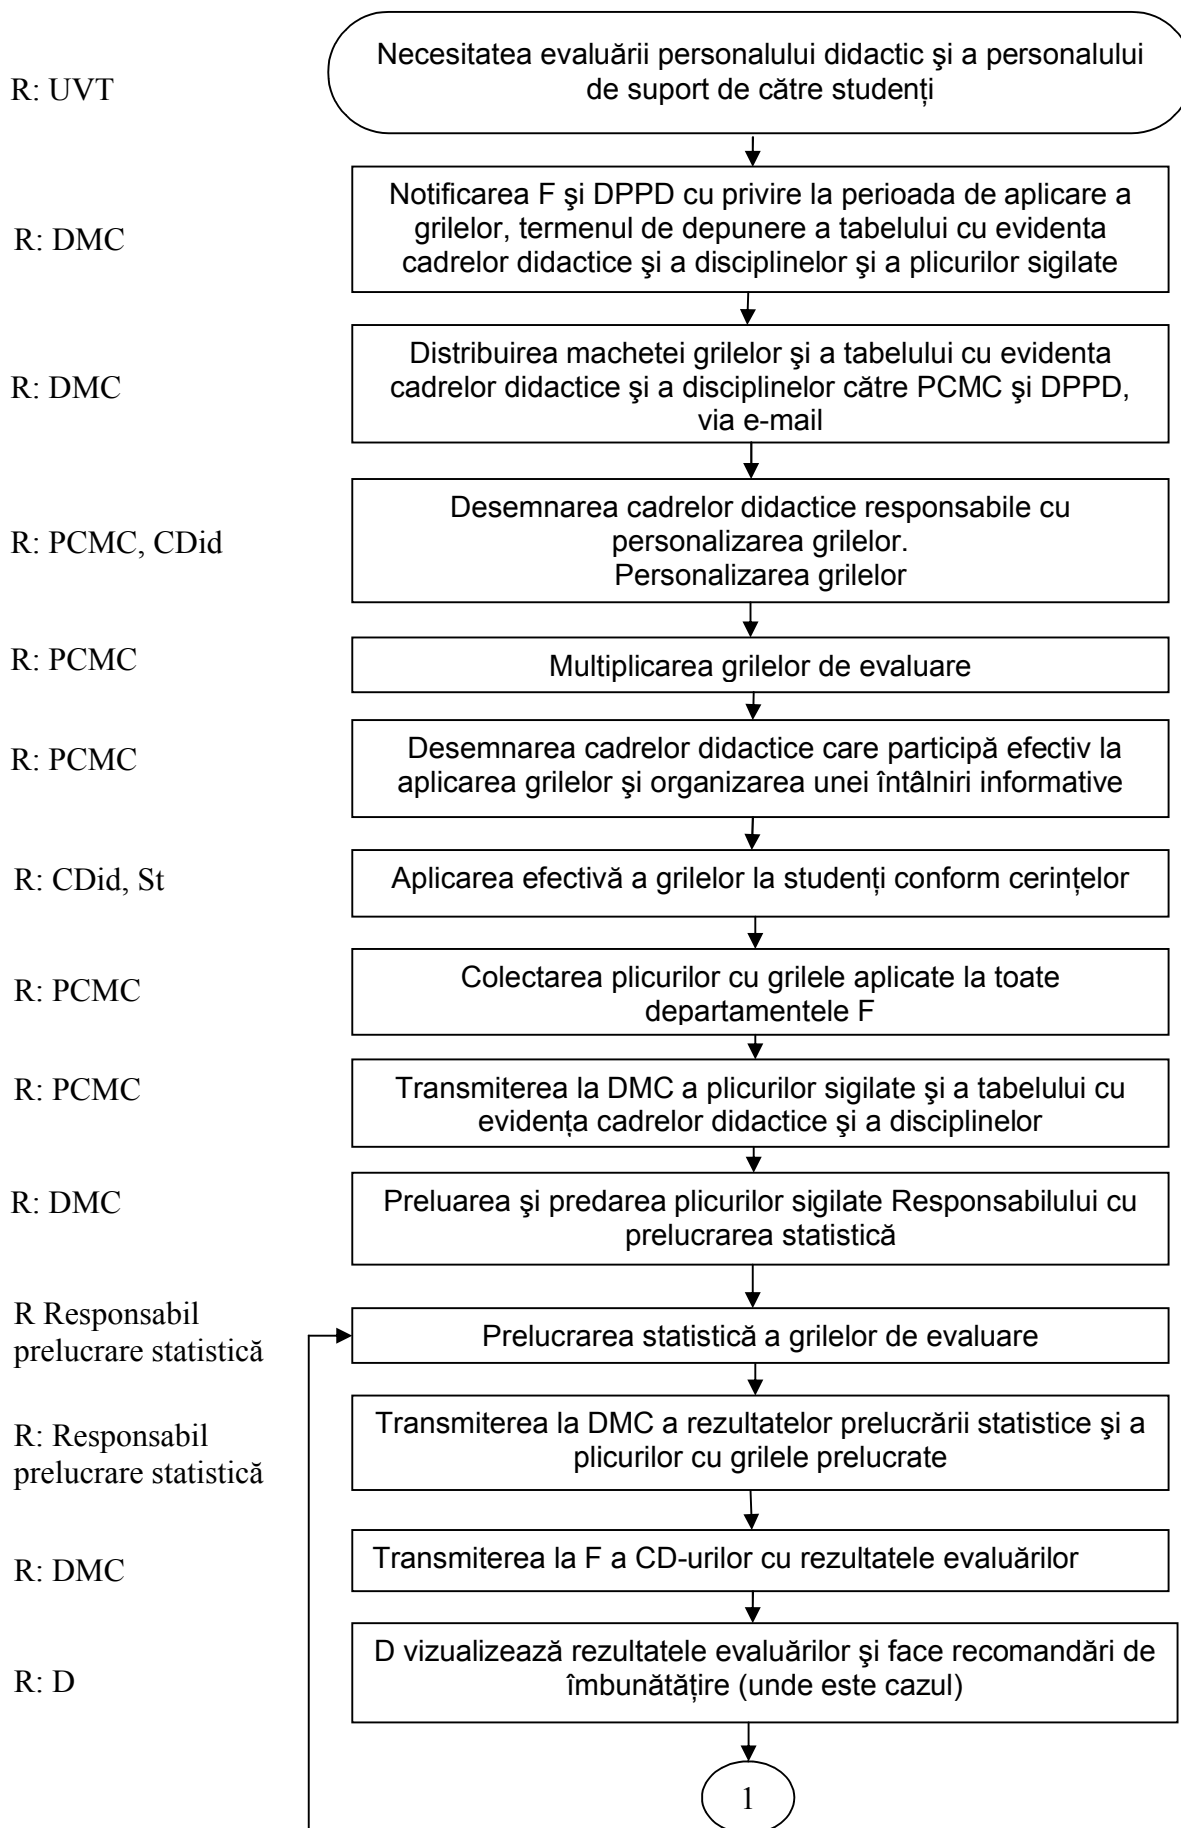 R: UVT
Necesitatea evaluării personalului didactic şi a personalului
de suport de către studenți
R: DMC
Notificarea F şi DPPD cu privire la perioada de aplicare a
grilelor, termenul de depunere a tabelului cu evidenta
cadrelor didactice şi a disciplinelor şi a plicurilor sigilate
R: DMC
Distribuirea machetei grilelor şi a tabelului cu evidenta
cadrelor didactice şi a disciplinelor către PCMC şi DPPD,
via e-mail
R: PCMC, CDid
Desemnarea cadrelor didactice responsabile cu
personalizarea grilelor.
Personalizarea grilelor
R: PCMC
Multiplicarea grilelor de evaluare
R: PCMC
Desemnarea cadrelor didactice care participă efectiv la
aplicarea grilelor şi organizarea unei întâlniri informative
R: CDid, St
Aplicarea efectivă a grilelor la studenți conform cerințelor
R: PCMC
Colectarea plicurilor cu grilele aplicate la toate
departamentele F
R: PCMC
Transmiterea la DMC a plicurilor sigilate şi a tabelului cu
evidența cadrelor didactice şi a disciplinelor
R: DMC
Preluarea şi predarea plicurilor sigilate Responsabilului cu
prelucrarea statistică
R Responsabil
prelucrare statistică
Prelucrarea statistică a grilelor de evaluare
R: Responsabil
prelucrare statistică
Transmiterea la DMC a rezultatelor prelucrării statistice şi a
plicurilor cu grilele prelucrate
R: DMC
Transmiterea la F a CD-urilor cu rezultatele evaluărilor
R: D
D vizualizează rezultatele evaluărilor şi face recomandări de
îmbunătățire (unde este cazul)
1